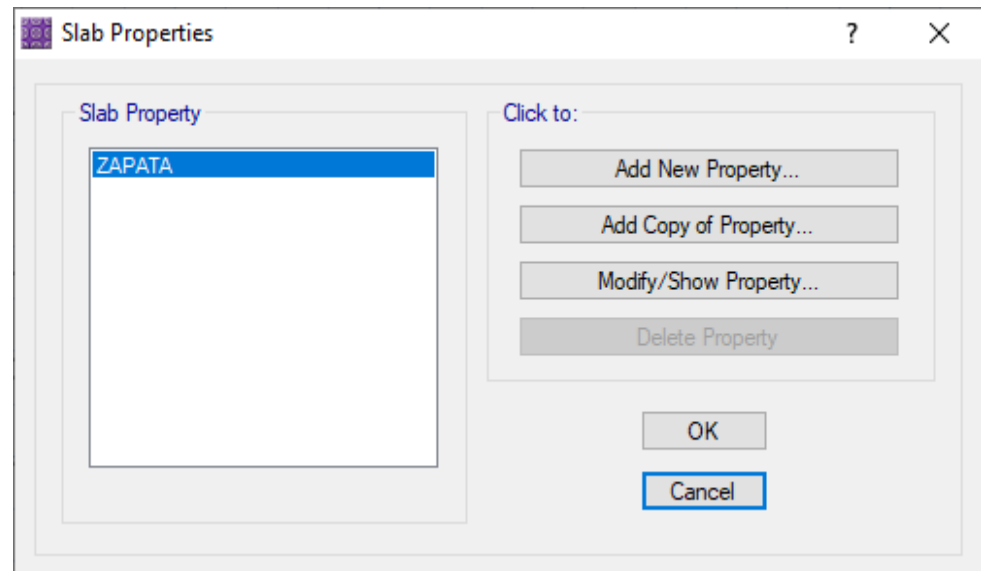 Slab Properties
?
Slab Property
ZAPATA
Click to:
Add New Property...
Add Copy of Property...
Modify/Show Property...
Delete Property
OK
Cancel